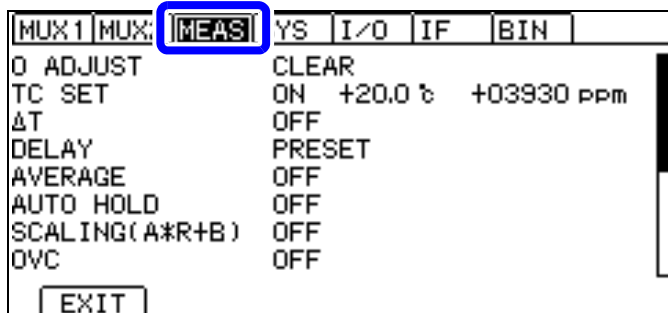 MUX1 MUX: MEAS YS I/O IF BIN
0 ADJUST CLEAR
TC SET ON +20.0 ℃ +03930 ppm
ΔT OFF
DELAY PRESET
AVERAGE OFF
AUTO HOLD OFF
SCALING(A*R+B) OFF
OVC OFF
EXIT